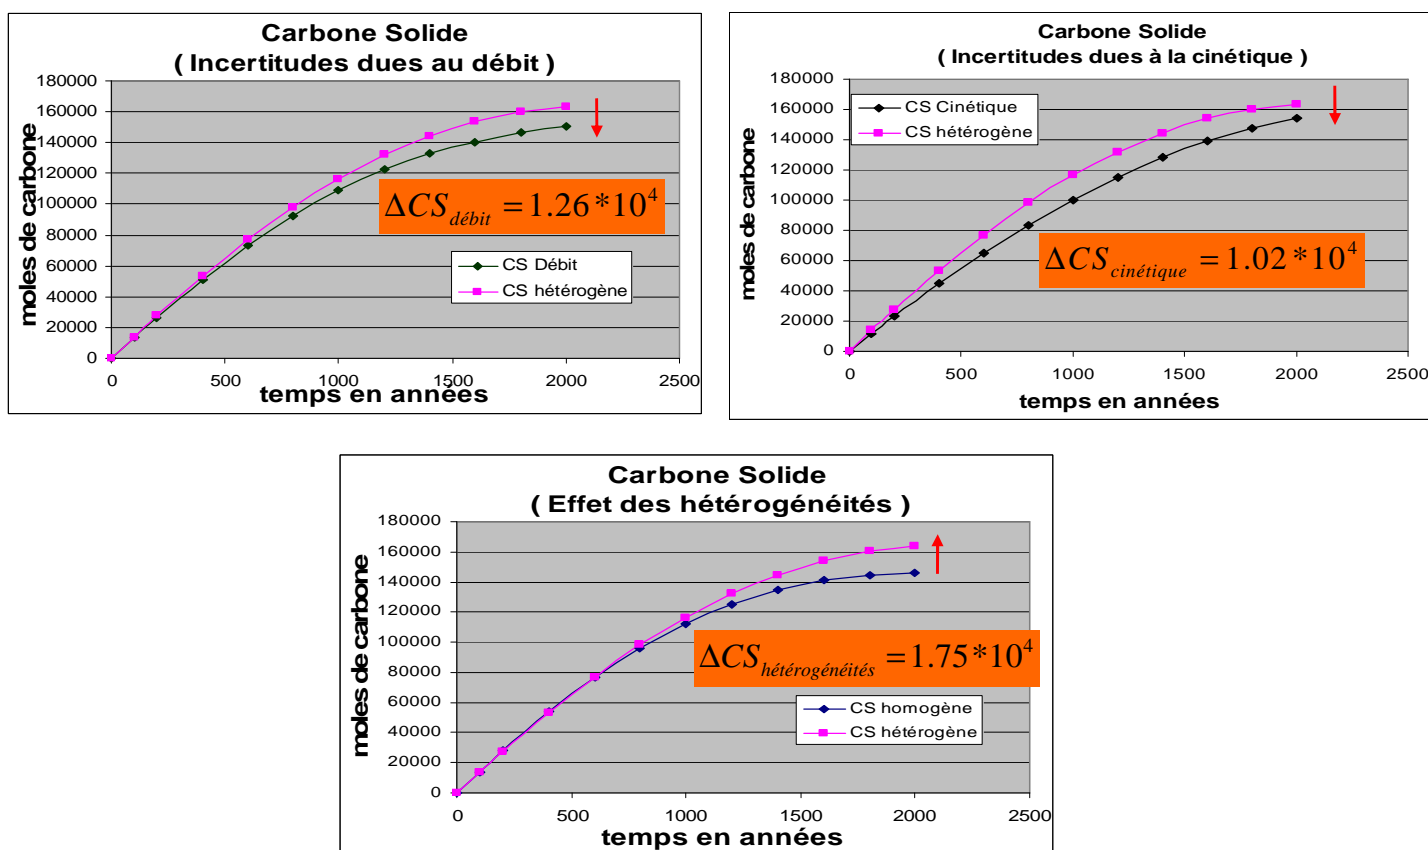 Carbone Solide
( Incertitudes dues au débit )
moles de carbone
180000
160000
140000
120000
100000
80000
60000
40000
20000
0
ΔCS_débit = 1.26*10^4
CS Débit
CS hétérogène
0 500 1000 1500 2000 2500
temps en années
Carbone Solide
( Incertitudes dues à la cinétique )
moles de carbone
180000
160000
140000
120000
100000
80000
60000
40000
20000
0
CS Cinétique
CS hétérogène
ΔCS_cinétique = 1.02*10^4
0 500 1000 1500 2000 2500
temps en années
Carbone Solide
( Effet des hétérogénéités )
moles de carbone
180000
160000
140000
120000
100000
80000
60000
40000
20000
0
ΔCS_hétérogénéités = 1.75*10^4
CS homogène
CS hétérogène
0 500 1000 1500 2000 2500
temps en années